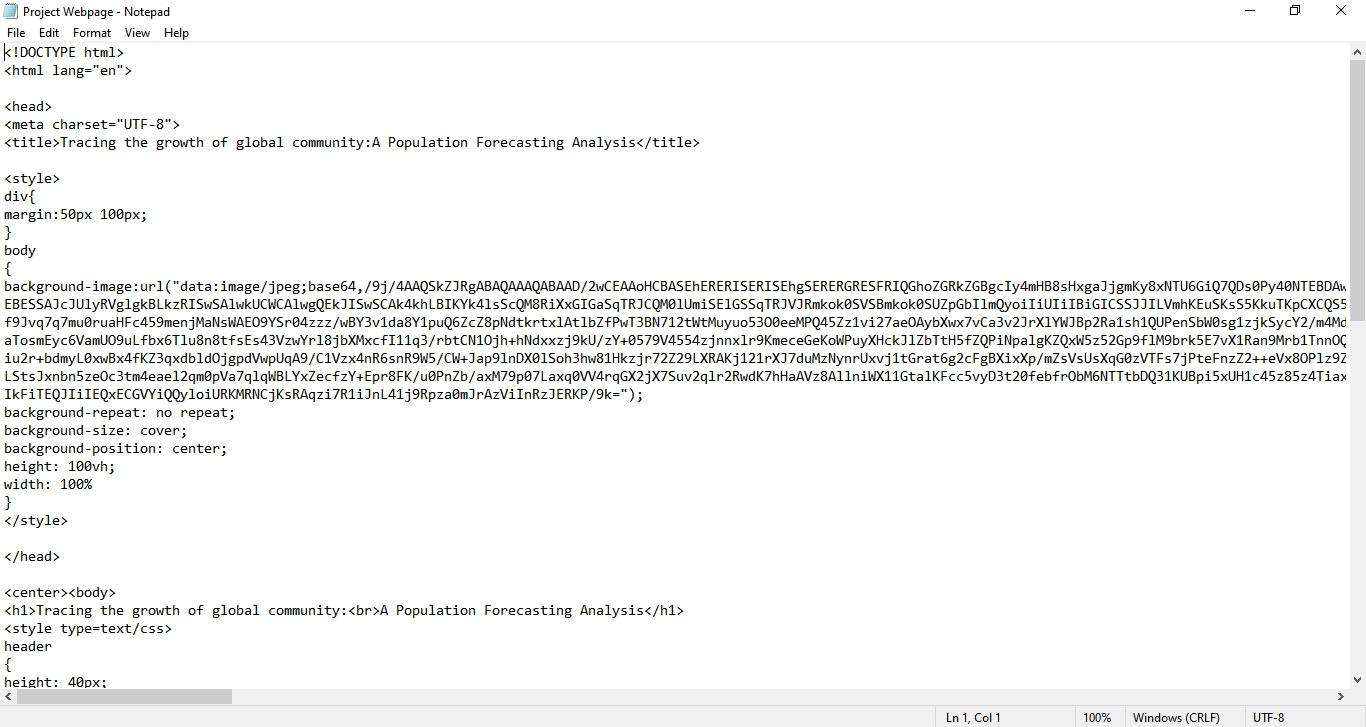 Project Webpage - Notepad
File Edit Format View Help
<!DOCTYPE html>
<html lang="en">
<head>
<meta charset="UTF-8">
<title>Tracing the growth of global community:A Population Forecasting Analysis</title>
<style>
div{
margin:50px 100px;
}
body
{
background-image:url("data:image/jpeg;base64,/9j/4AAQSkZJRgABAQAAAQABAAD/2wCEAAoHCBASEhERERISERISEhgSERERGRESFRIQGhoZGRkZGBgcIy4mHB8sHxgaJjgmKy8xNTU6GiQ7QDs0Py40NTEBDAw
EBESSAJcJUlyRVglgkBLkzRISwSAlwkUCWCAlwgQEkJISwSCAk4khLBIKYk4lsScQM8RiXxGIGaSqTRJCQM0lUmiSElGSSqTRJVJRmkok0SVSBmkok0SUZpGbIlmQyoiIiUIiIBiGICSSJJILVmhKEuSKsS5KkuTKpCXCQS5
f9Jvq7q7mu0ruaHFc459menjMaNsWAEO9YSr04zzz/wBY3v1da8Y1puQ6ZcZ8pNdtkrtxlAtlbZfPwT3BN712tWtMuyuo53O0eeMPQ45Zz1vi27aeOAybXwx7vCa3v2JrXlYWJBp2Ra1sh1QUPenSbW0sg1zjkSycY2/m4Md
aTosmEyc6VamUO9uLfbx6Tlu8n8tfsEs43VzwYrl8jbXMxcfI11q3/rbtCN1Ojh+hNdxxzj9kU/zY+0579V4554zjnnxlr9KmeceGeKoWPuyXHckJlZbTtH5fZQPiNpalgKZQxW5z52Gp9flM9brk5E7vX1Ran9Mrb1TnnOQ
iu2r+bdmyL0xwBx4fKZ3qxdbldOjgpdVwpUqA9/C1Vzx4nR6snR9W5/CW+Jap9lnDX0lSoh3hw81Hkzjr72Z29LXRAKj121rXJ7duMzNynrUxvj1tGrat6g2cFgBXixXp/mZsVsUsXqG0zVTFs7jPteFnzZ2++eVx8OPlz9Z
LStsJxnbn5zeOc3tm4eael2qm0pVa7qlqWBLYxZecfzY+Epr8FK/u0PnZb/axM79p07Laxq0VV4rqGX2jX7Suv2qlr2RwdK7hHaAVz8AllniWX11GtalKFcc5vyD3t20febfrObM6NTTtbDQ31KUBpi5xUH1c45z85z4Tiax
IkFiTEQJIiIEQxECGVYiQQyloiURKMRNCjKsRAqzi7R1iJnL41j9Rpza0mJrAzViInRzJERKP/9k=");
background-repeat: no repeat;
background-size: cover;
background-position: center;
height: 100vh;
width: 100%
}
</style>
</head>
<center><body>
<h1>Tracing the growth of global community:<br>A Population Forecasting Analysis</h1>
<style type=text/css>
header
{
height: 40px;
Ln 1, Col 1 100% Windows (CRLF) UTF-8